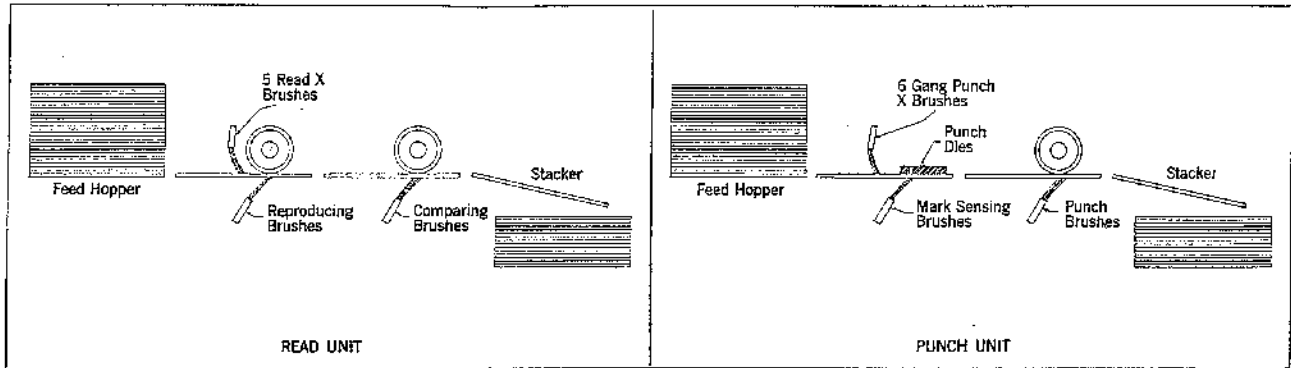 5 Read X
Brushes
Feed Hopper
Reproducing
Brushes
Comparing
Brushes
Stacker
READ UNIT
6 Gang Punch
X Brushes
Punch
Dies
Feed Hopper
Mark Sensing
Brushes
Punch
Brushes
Stacker
PUNCH UNIT